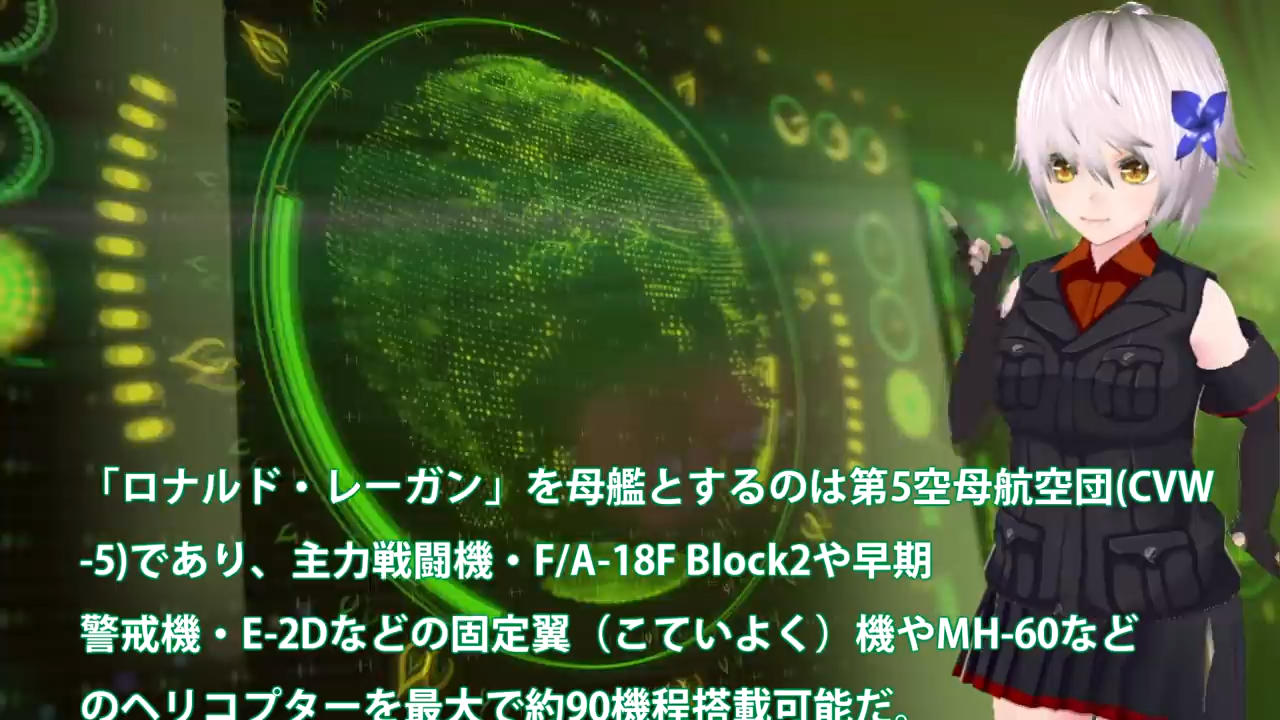 「ロナルド・レーガン」を母艦とするのは第5空母航空団(CVW
-5)であり、主力戦闘機・F/A-18F Block2や早期
警戒機・E-2Dなどの固定翼（こていよく）機やMH-60など
のヘリコプターを最大で約90機程搭載可能だ。